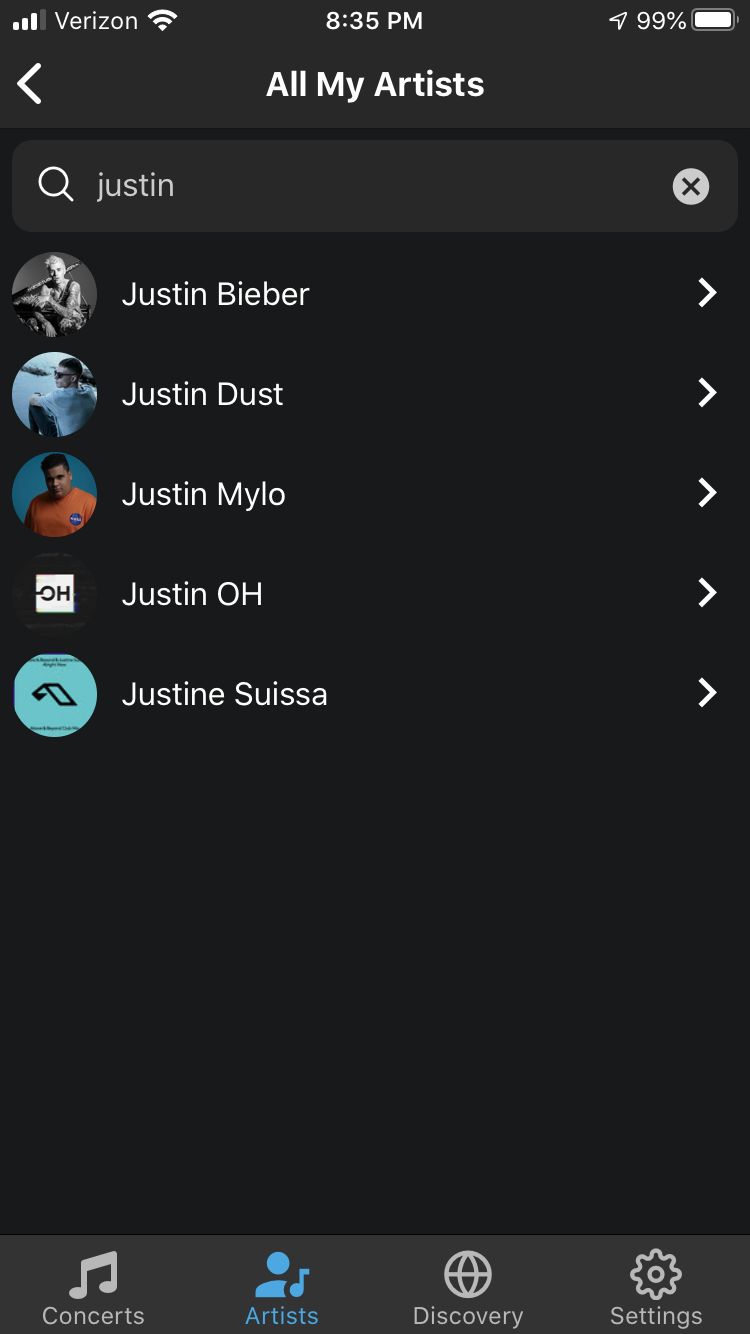 Verizon 8:35 PM 99%
All My Artists
justin
Justin Bieber
Justin Dust
Justin Mylo
OH
Justin OH
Justine Suissa
Concerts Artists Discovery Settings